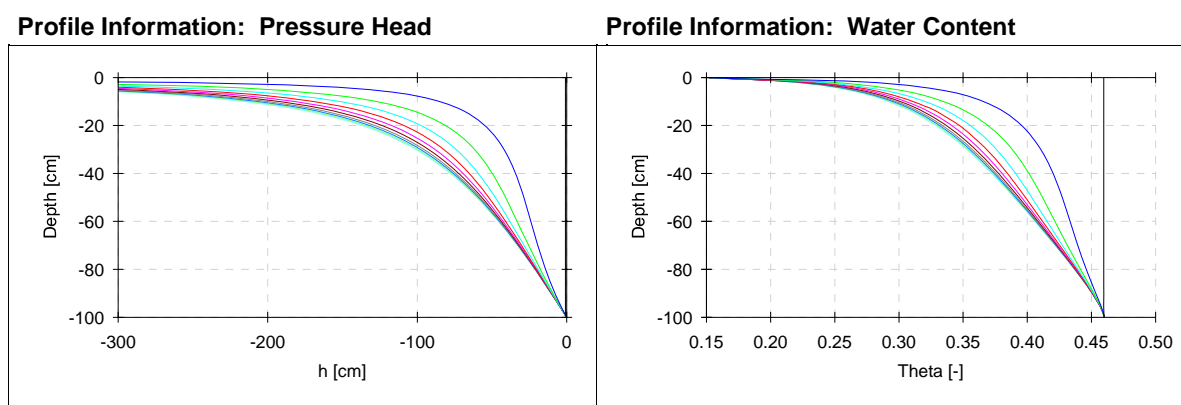 Profile Information: Pressure Head
0
-20
-40
-60
-80
-100
-300 -200 -100 0
h [cm]
Depth [cm]
Profile Information: Water Content
0
-20
-40
-60
-80
-100
0.15 0.20 0.25 0.30 0.35 0.40 0.45 0.50
Theta [-]
Depth [cm]